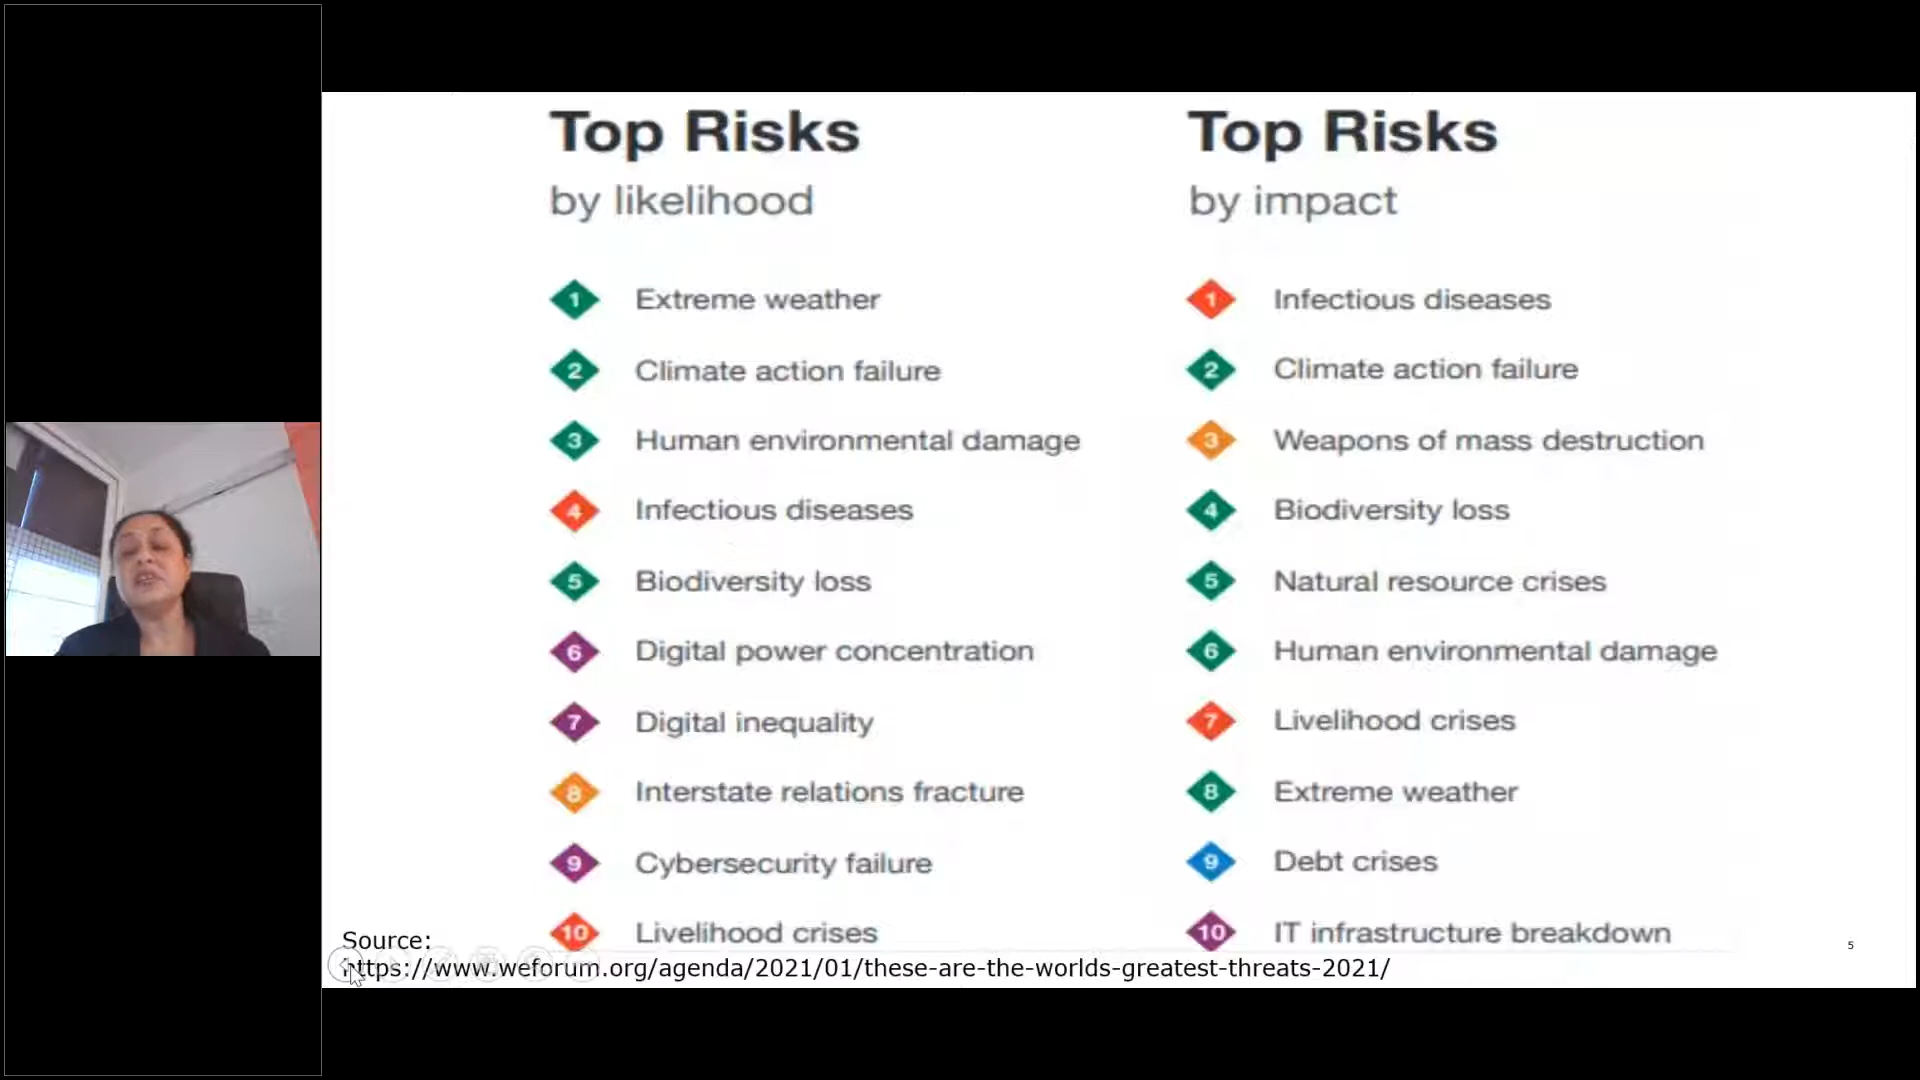 Top Risks
by likelihood
1 Extreme weather
2 Climate action failure
3 Human environmental damage
4 Infectious diseases
5 Biodiversity loss
6 Digital power concentration
7 Digital inequality
8 Interstate relations fracture
9 Cybersecurity failure
10 Livelihood crises
Top Risks
by impact
1 Infectious diseases
2 Climate action failure
3 Weapons of mass destruction
4 Biodiversity loss
5 Natural resource crises
6 Human environmental damage
7 Livelihood crises
8 Extreme weather
9 Debt crises
10 IT infrastructure breakdown
Source:
https://www.weforum.org/agenda/2021/01/these-are-the-worlds-greatest-threats-2021/
5